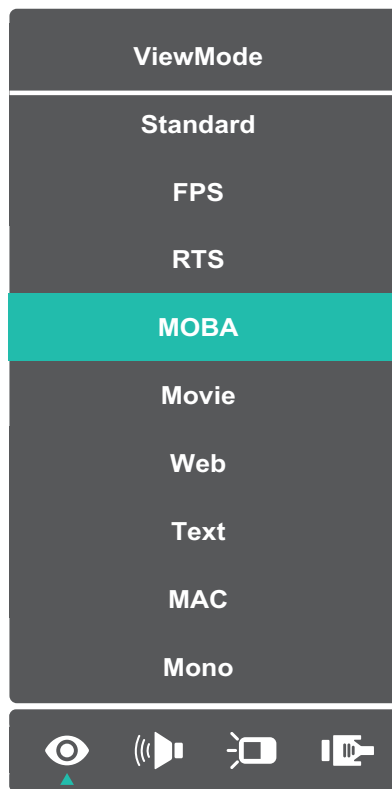 ViewMode
Standard
FPS
RTS
MOBA
Movie
Web
Text
MAC
Mono